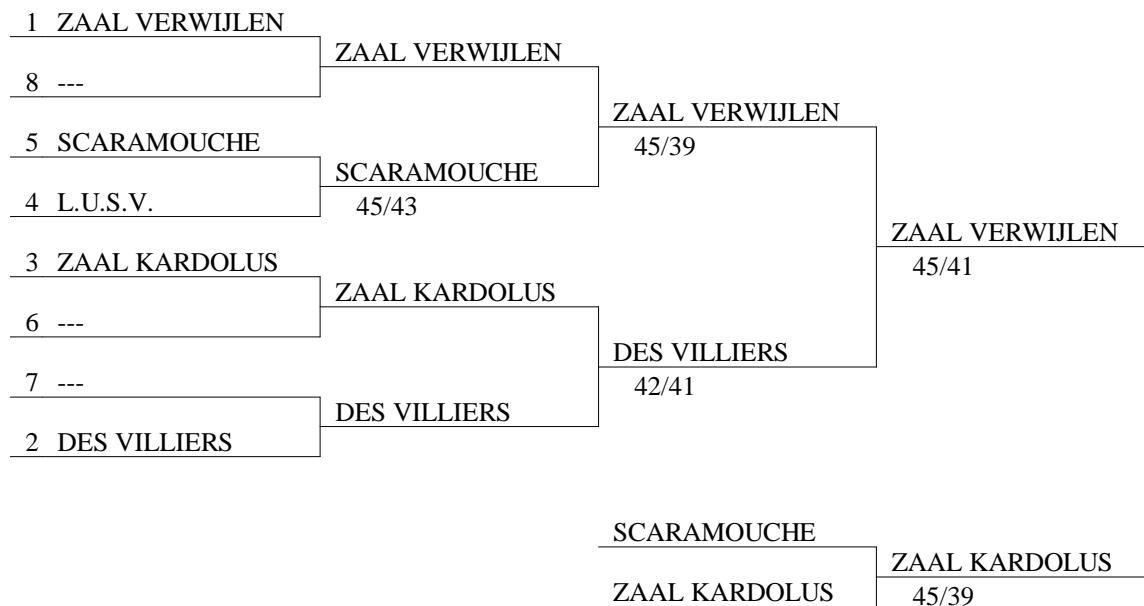 1 ZAAL VERWIJLEN
ZAAL VERWIJLEN
8 ---
ZAAL VERWIJLEN
45/39
5 SCARAMOUCHE
SCARAMOUCHE
45/43
4 L.U.S.V.
ZAAL VERWIJLEN
45/41
3 ZAAL KARDOLUS
ZAAL KARDOLUS
6 ---
DES VILLIERS
42/41
7 ---
DES VILLIERS
2 DES VILLIERS
SCARAMOUCHE
ZAAL KARDOLUS
ZAAL KARDOLUS
45/39